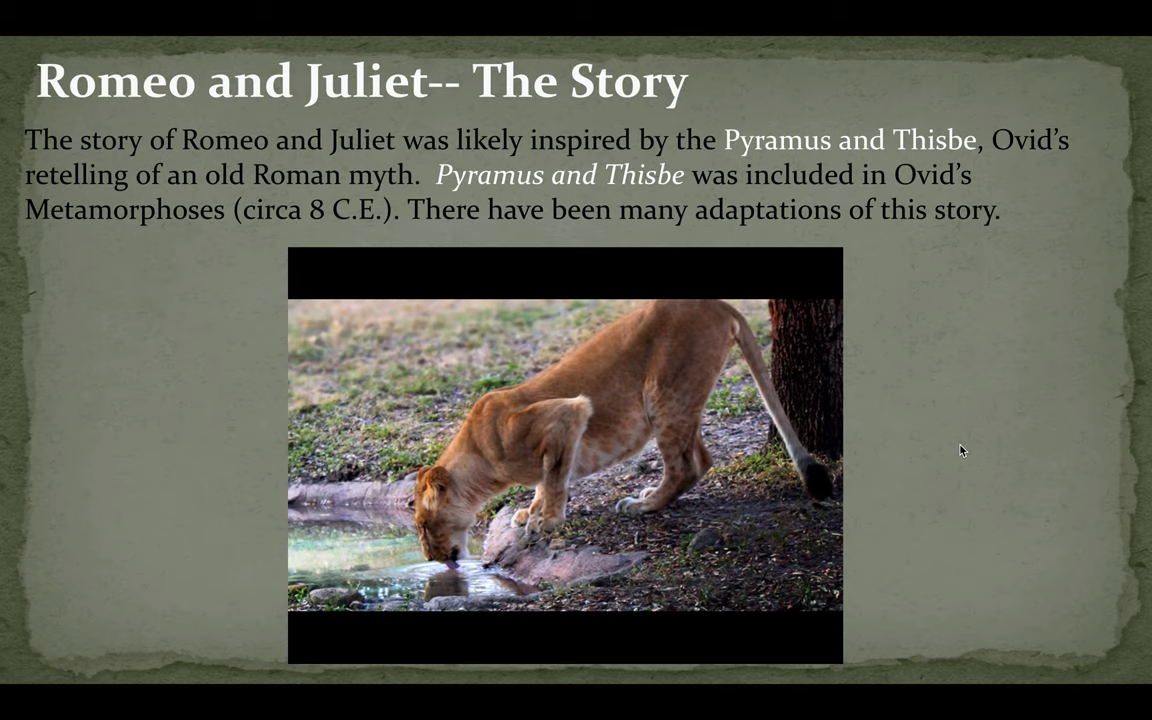 Romeo and Juliet-- The Story
The story of Romeo and Juliet was likely inspired by the Pyramus and Thisbe, Ovid’s
retelling of an old Roman myth.  Pyramus and Thisbe was included in Ovid’s
Metamorphoses (circa 8 C.E.). There have been many adaptations of this story.